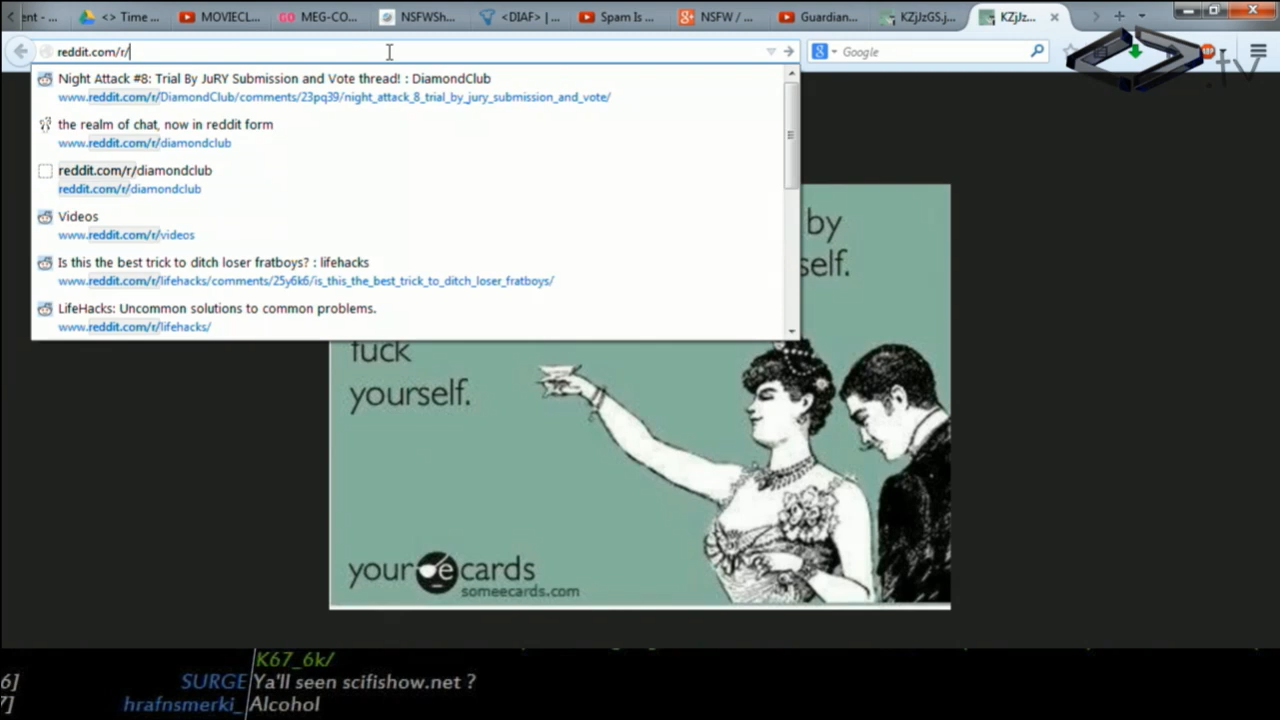 ent -
<> Time ...
MOVIECL...
GO MEG-CO...
NSFWSh...
<DIAF> | ...
Spam Is ...
NSFW / ...
Guardian...
KZjJzGS.j...
KZjJz...
reddit.com/r/
Google
.tv
Night Attack #8: Trial By JuRY Submission and Vote thread! : DiamondClub
www.reddit.com/r/DiamondClub/comments/23pq39/night_attack_8_trial_by_jury_submission_and_vote/
the realm of chat, now in reddit form
www.reddit.com/r/diamondclub
reddit.com/r/diamondclub
reddit.com/r/diamondclub
Videos
www.reddit.com/r/videos
Is this the best trick to ditch loser fratboys? : lifehacks
www.reddit.com/r/lifehacks/comments/25y6k6/is_this_the_best_trick_to_ditch_loser_fratboys/
LifeHacks: Uncommon solutions to common problems.
www.reddit.com/r/lifehacks/
by
self.
fuck
yourself.
your e cards
someecards.com
K67_6k/
6] SURGE Ya'll seen scifishow.net ?
7] hrafnsmerki_ Alcohol